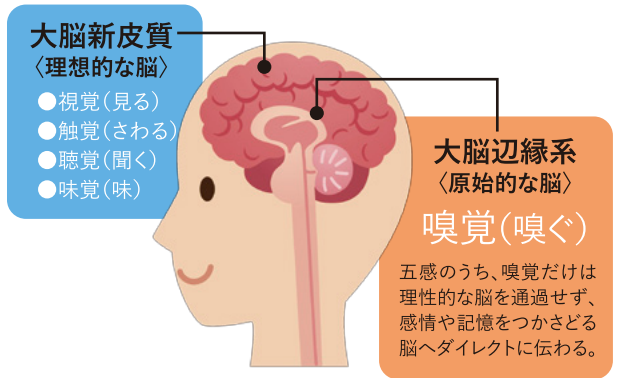 大脳新皮質
〈理想的な脳〉
●視覚（見る）
●触覚（さわる）
●聴覚（聞く）
●味覚（味）
大脳辺縁系
〈原始的な脳〉
嗅覚（嗅ぐ）
五感のうち、嗅覚だけは
理性的な脳を通過せず、
感情や記憶をつかさどる
脳へダイレクトに伝わる。